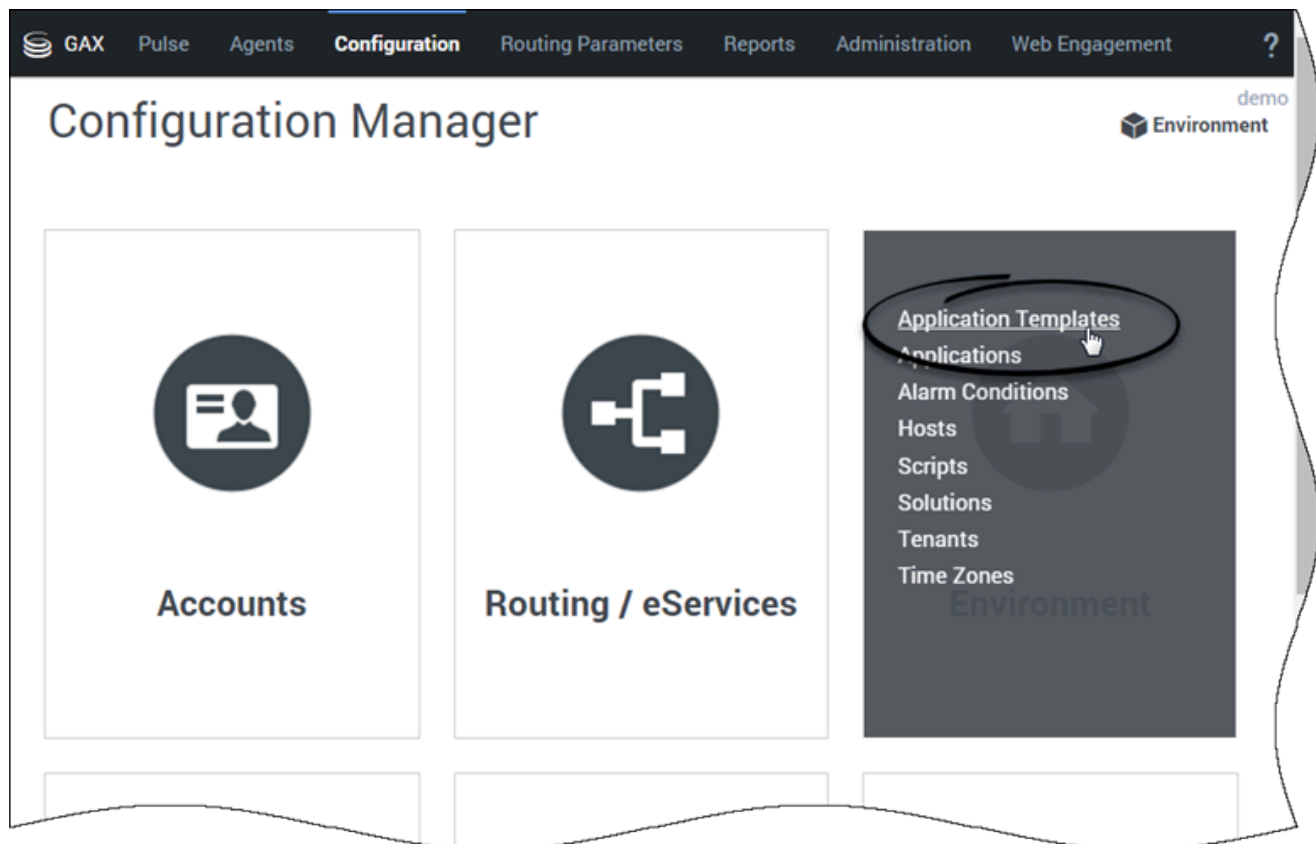 GAX Pulse Agents Configuration Routing Parameters Reports Administration Web Engagement ?
demo
Configuration Manager
Environment
Application Templates
Applications
Alarm Conditions
Hosts
Scripts
Solutions
Tenants
Time Zones
Accounts
Routing / eServices
Environment